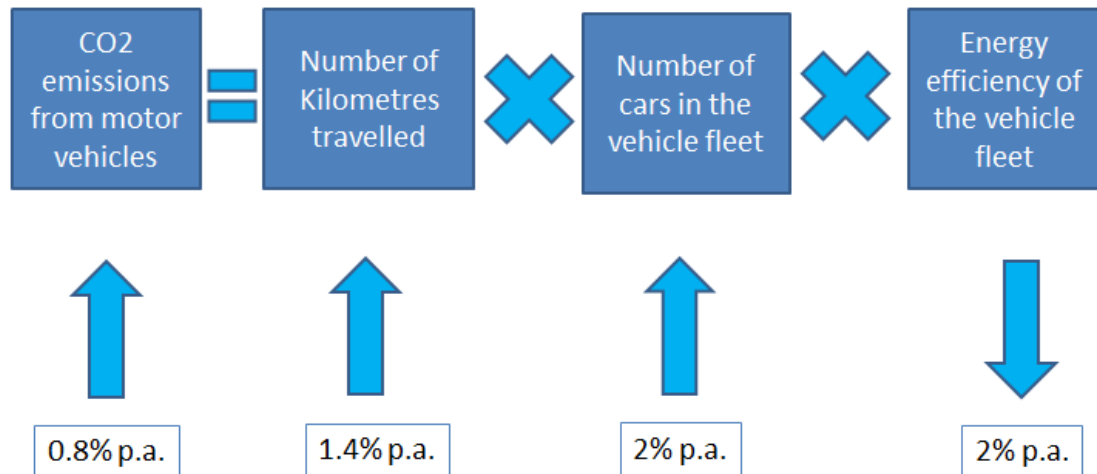 CO2
emissions
from motor
vehicles
Number of
Kilometres
travelled
Number of
cars in the
vehicle fleet
Energy
efficiency of
the vehicle
fleet
0.8% p.a.
1.4% p.a.
2% p.a.
2% p.a.